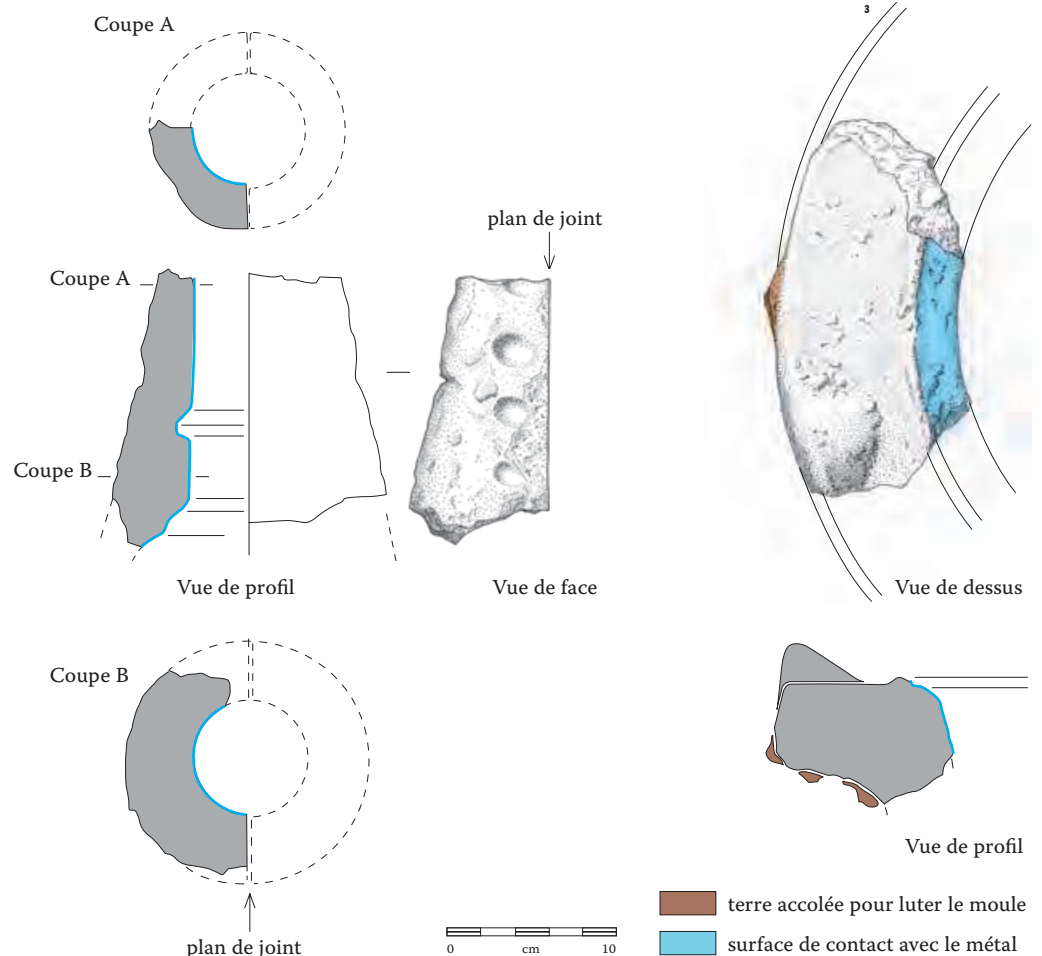 Coupe A
3
plan de joint
Coupe A
Coupe B
Vue de profil
Vue de face
Vue de dessus
Coupe B
Vue de profil
plan de joint
0 cm 10
terre accolée pour luter le moule
surface de contact avec le métal